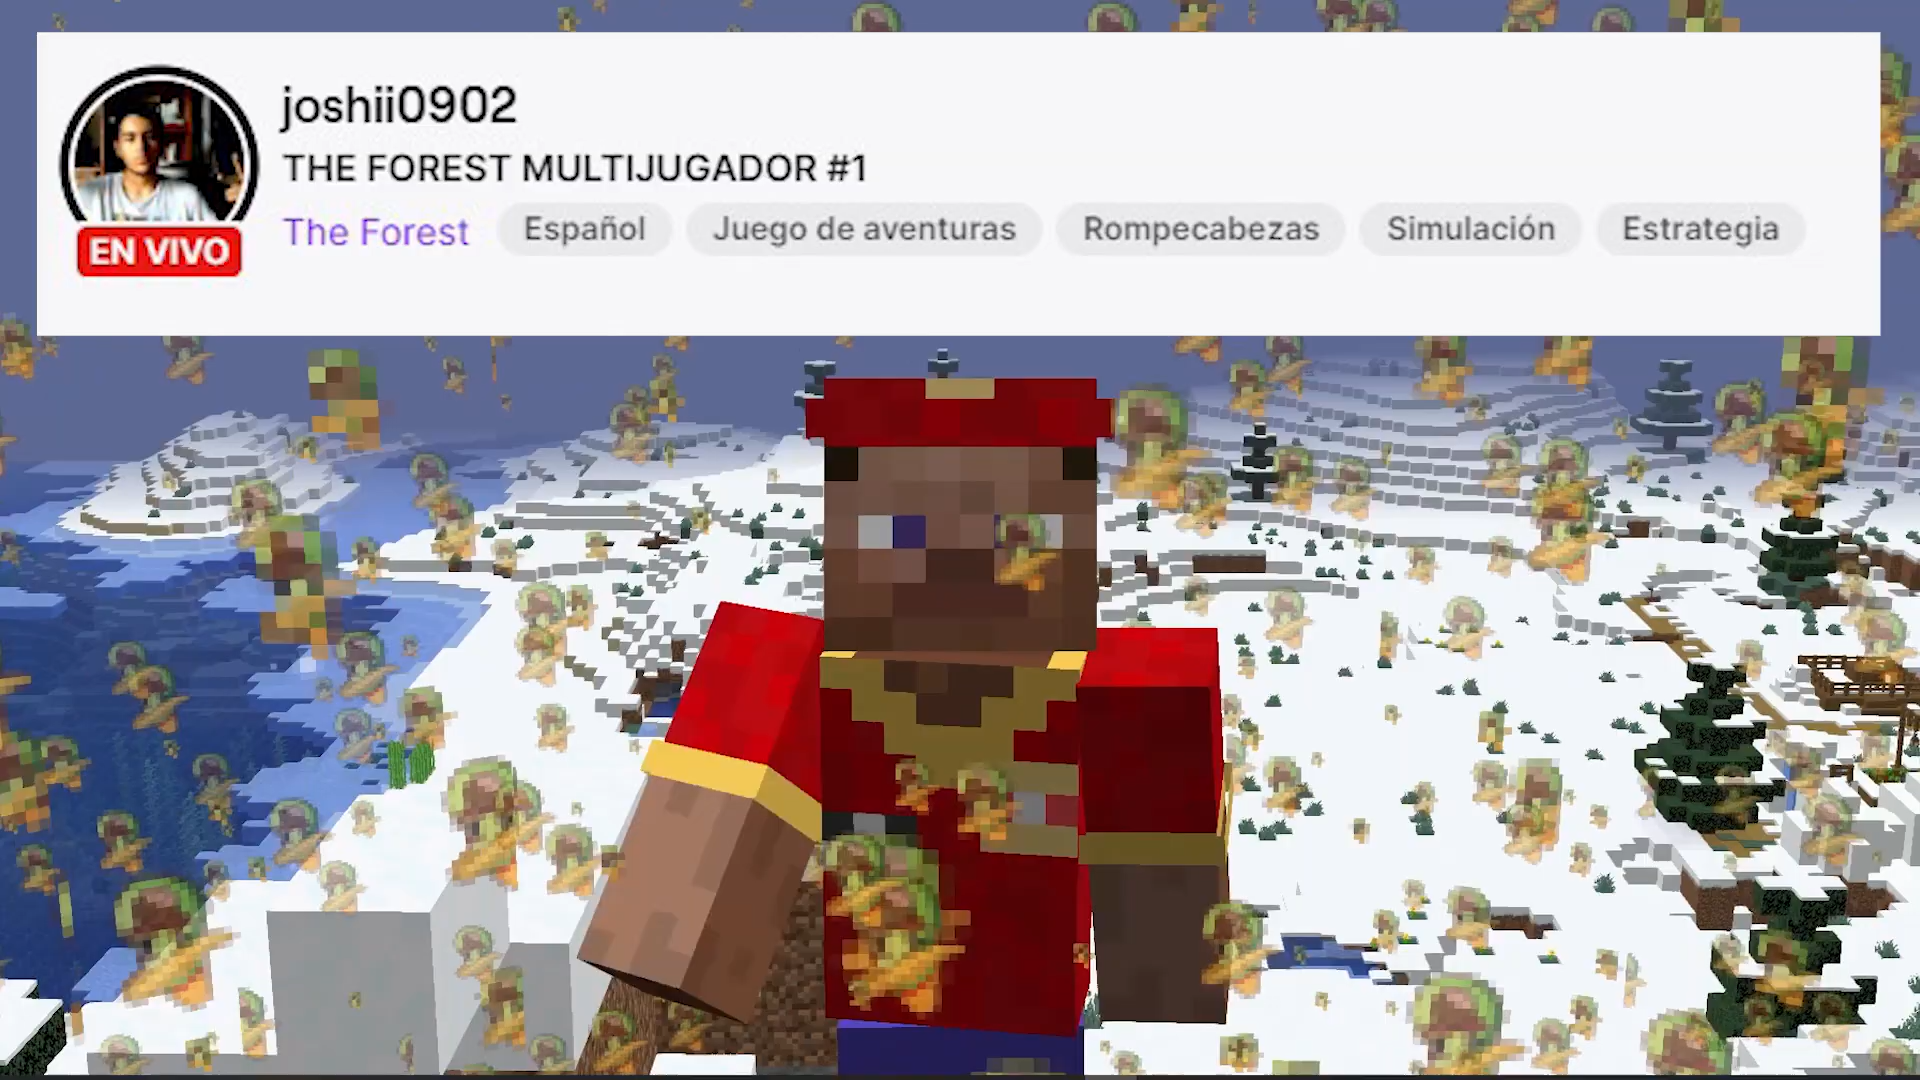 joshii0902
THE FOREST MULTIJUGADOR #1
The Forest Español Juego de aventuras Rompecabezas Simulación Estrategia
EN VIVO